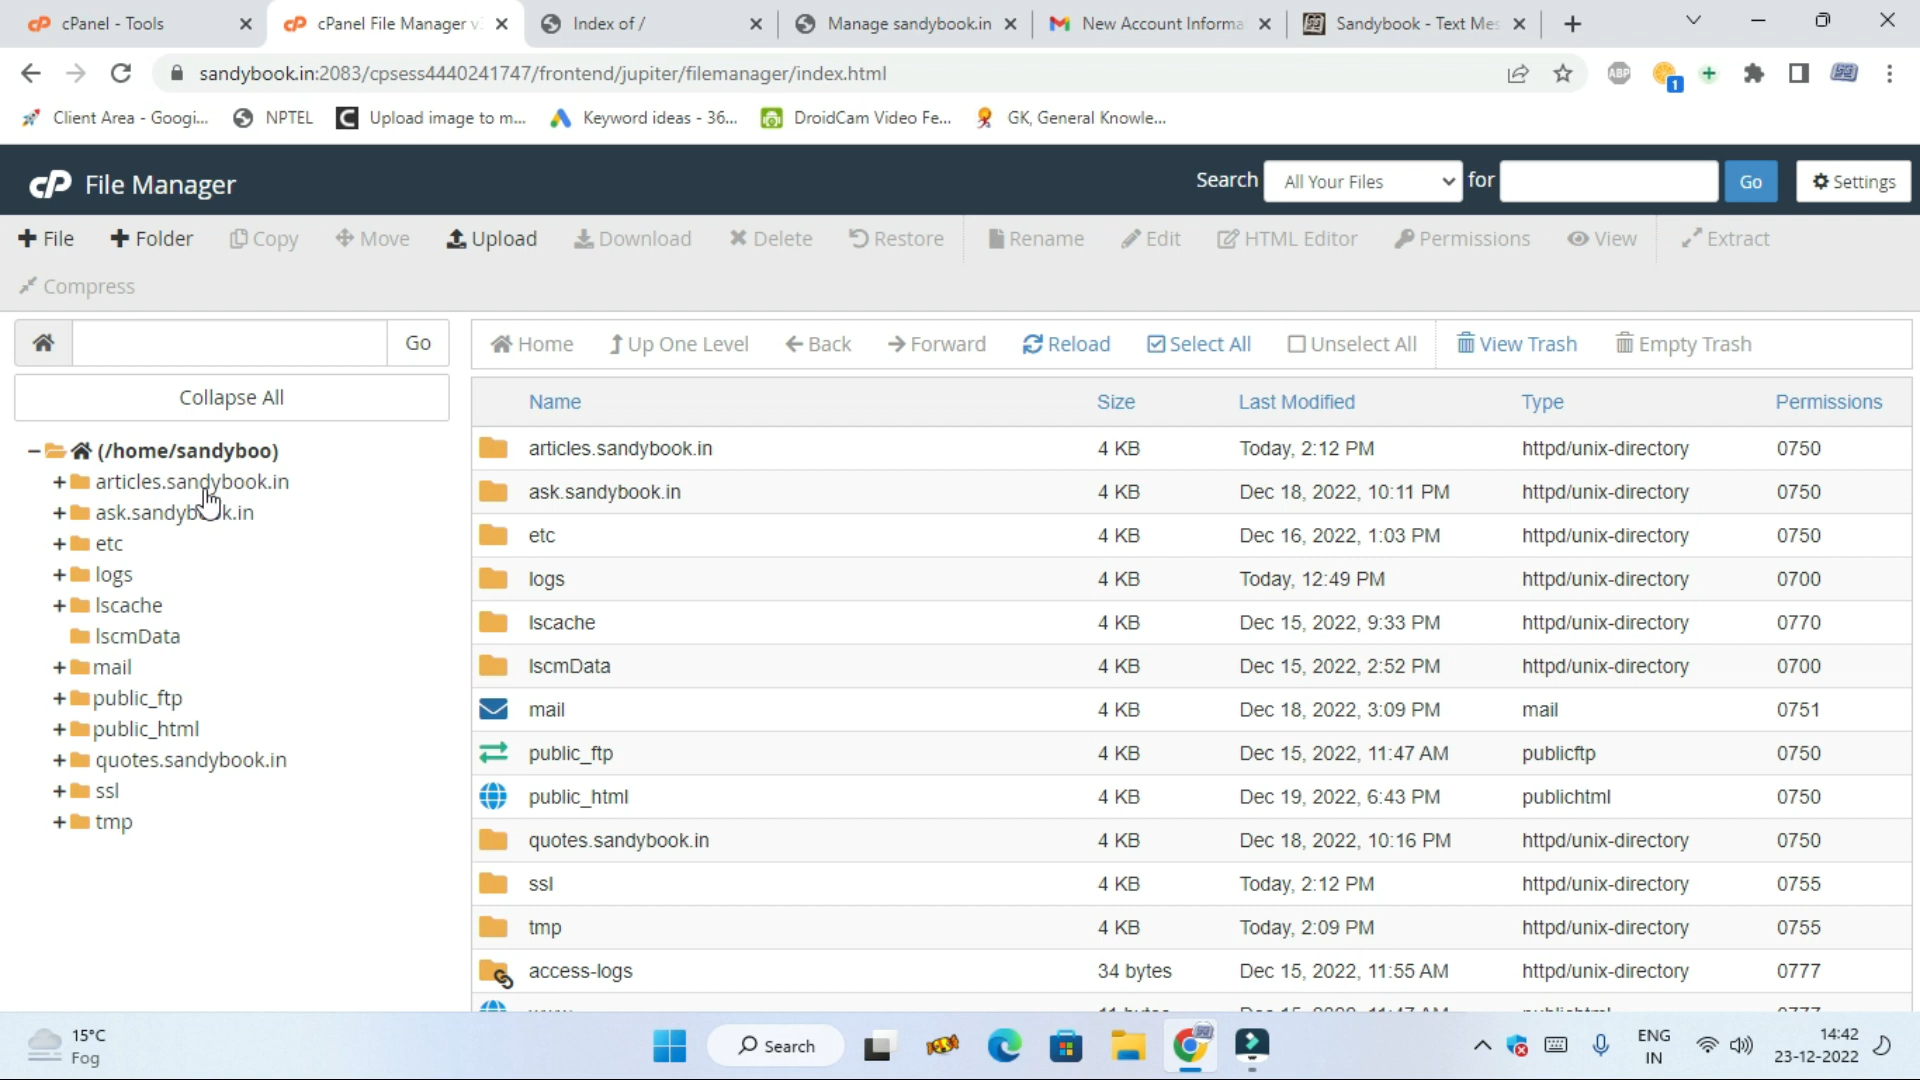 cPanel - Tools
cPanel File Manager v
Index of /
Manage sandybook.in
New Account Informa
Sandybook - Text Mes
sandybook.in:2083/cpsess4440241747/frontend/jupiter/filemanager/index.html
ABP
1
Client Area - Googi...
NPTEL
Upload image to m...
Keyword ideas - 36...
DroidCam Video Fe...
GK, General Knowle...
cP File Manager
Search All Your Files for Go Settings
File Folder Copy Move Upload Download Delete Restore Rename Edit HTML Editor Permissions View Extract
Compress
Go
Home Up One Level Back Forward Reload Select All Unselect All View Trash Empty Trash
Collapse All
(/home/sandyboo)
articles.sandybook.in
ask.sandyb k.in
etc
logs
lscache
lscmData
mail
public_ftp
public_html
quotes.sandybook.in
ssl
tmp
Name Size Last Modified Type Permissions
articles.sandybook.in 4 KB Today, 2:12 PM httpd/unix-directory 0750
ask.sandybook.in 4 KB Dec 18, 2022, 10:11 PM httpd/unix-directory 0750
etc 4 KB Dec 16, 2022, 1:03 PM httpd/unix-directory 0750
logs 4 KB Today, 12:49 PM httpd/unix-directory 0700
lscache 4 KB Dec 15, 2022, 9:33 PM httpd/unix-directory 0770
lscmData 4 KB Dec 15, 2022, 2:52 PM httpd/unix-directory 0700
mail 4 KB Dec 18, 2022, 3:09 PM mail 0751
public_ftp 4 KB Dec 15, 2022, 11:47 AM publicftp 0750
public_html 4 KB Dec 19, 2022, 6:43 PM publichtml 0750
quotes.sandybook.in 4 KB Dec 18, 2022, 10:16 PM httpd/unix-directory 0750
ssl 4 KB Today, 2:12 PM httpd/unix-directory 0755
tmp 4 KB Today, 2:09 PM httpd/unix-directory 0755
access-logs 34 bytes Dec 15, 2022, 11:55 AM httpd/unix-directory 0777
15°C
Fog
Search
ENG
IN
14:42
23-12-2022